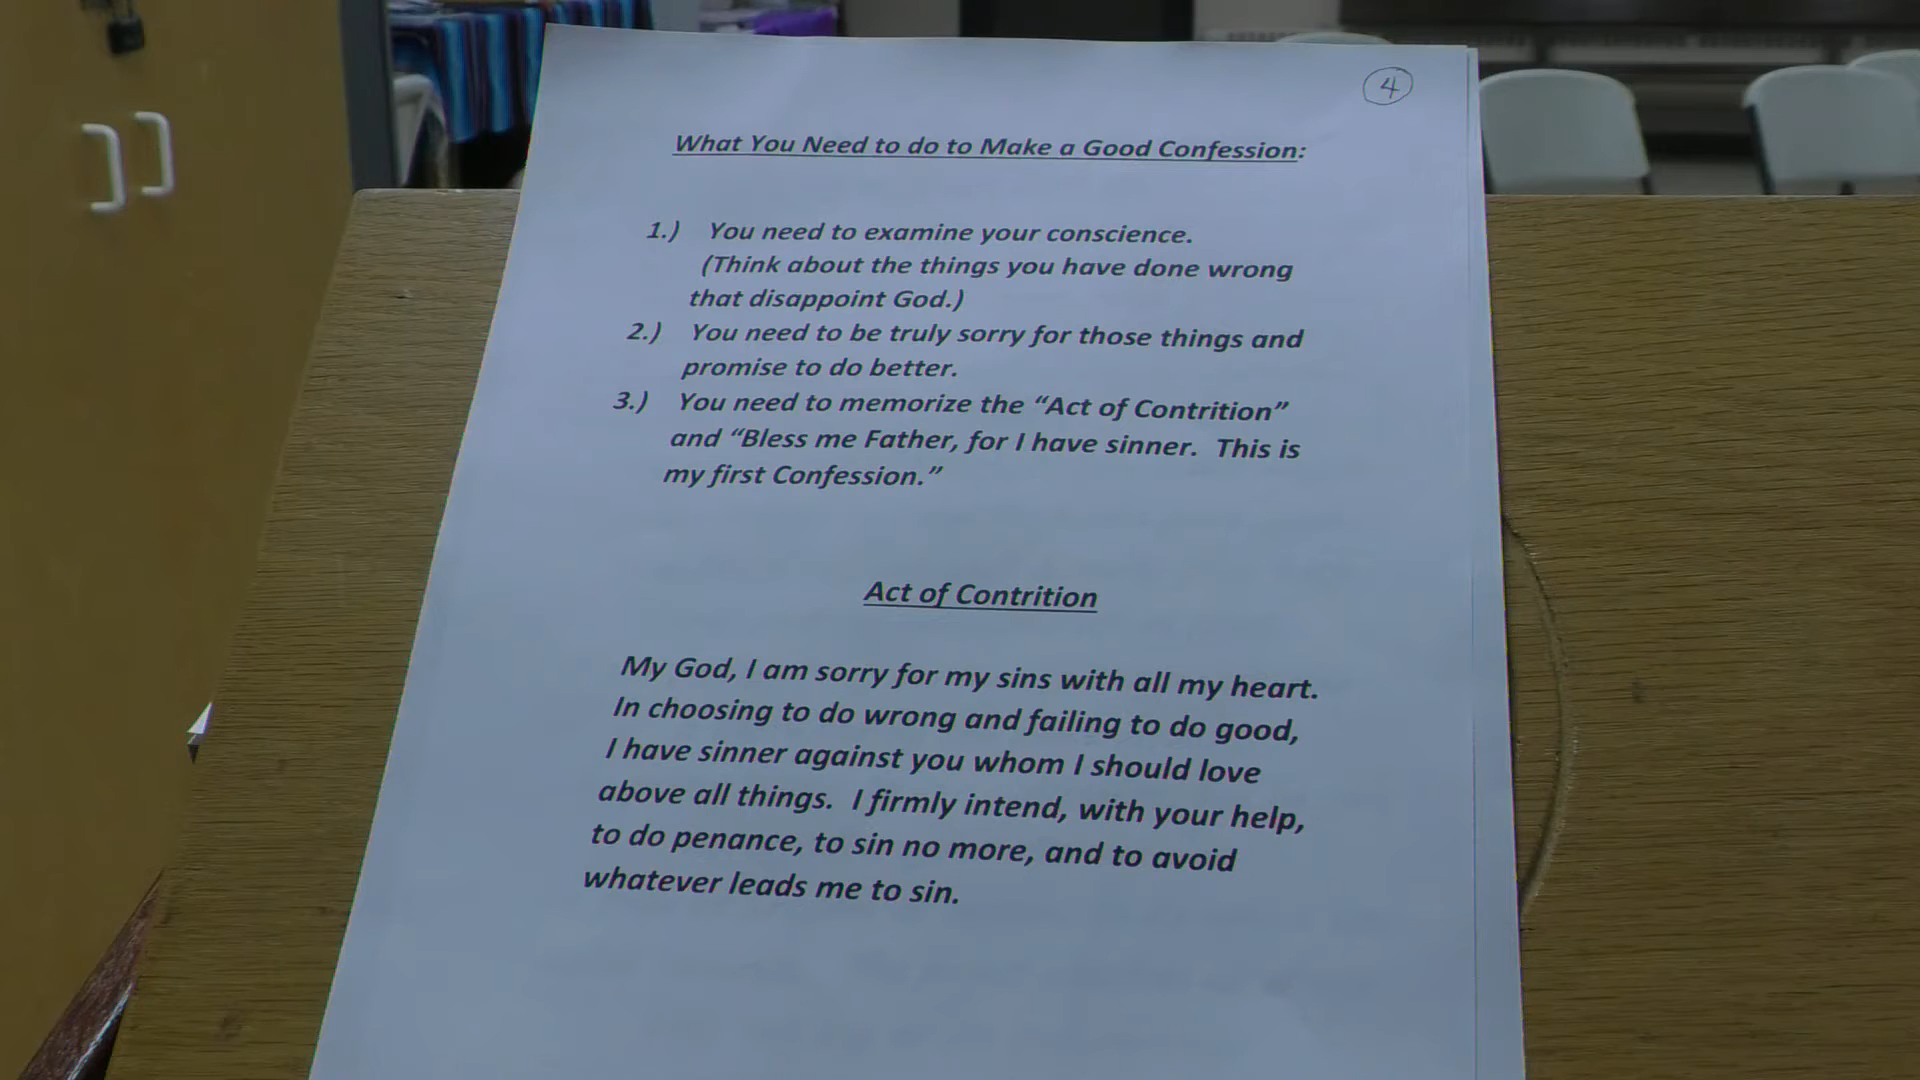 4
What You Need to do to Make a Good Confession:
1.) You need to examine your conscience.
(Think about the things you have done wrong
that disappoint God.)
2.) You need to be truly sorry for those things and
promise to do better.
3.) You need to memorize the “Act of Contrition”
and “Bless me Father, for I have sinner. This is
my first Confession.”
Act of Contrition
My God, I am sorry for my sins with all my heart.
In choosing to do wrong and failing to do good,
I have sinner against you whom I should love
above all things. I firmly intend, with your help,
to do penance, to sin no more, and to avoid
whatever leads me to sin.